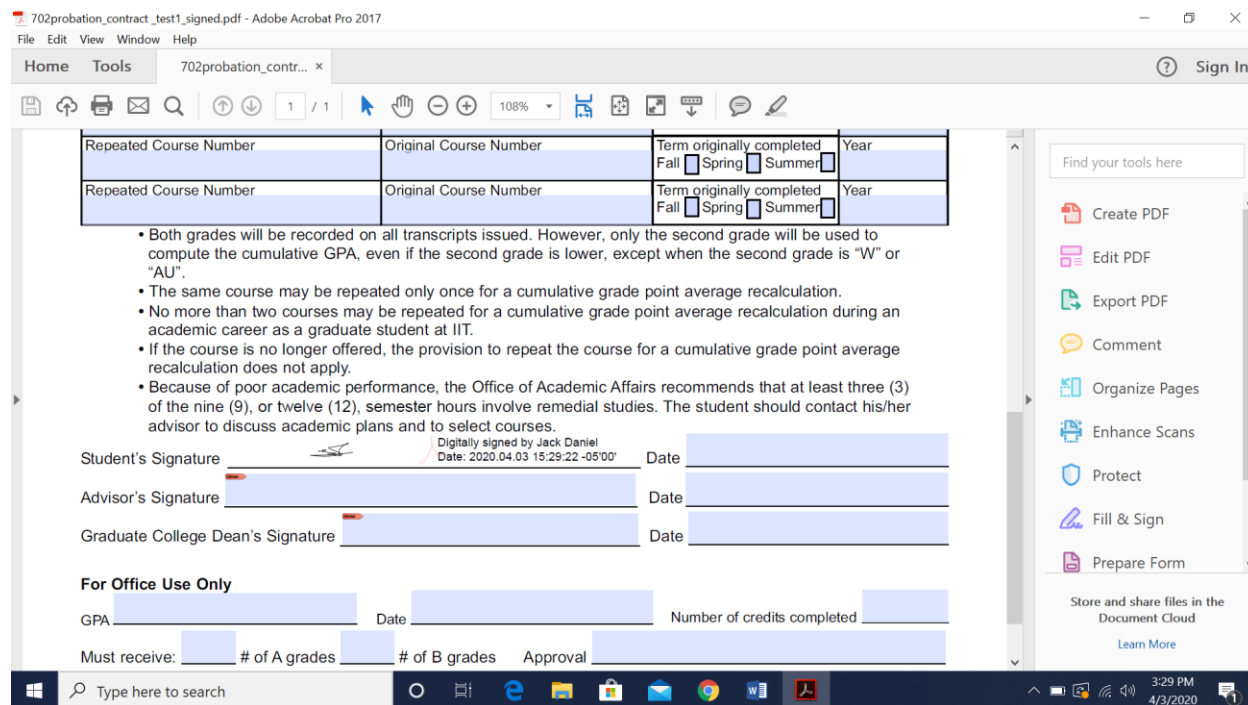 702probation_contract _test1_signed.pdf - Adobe Acrobat Pro 2017
File Edit View Window Help
Home Tools 702probation_contr... × ? Sign In
1 / 1 108%
Repeated Course Number Original Course Number Term originally completed Year
Fall Spring Summer
Repeated Course Number Original Course Number Term originally completed Year
Fall Spring Summer
• Both grades will be recorded on all transcripts issued. However, only the second grade will be used to
compute the cumulative GPA, even if the second grade is lower, except when the second grade is “W” or
“AU”.
• The same course may be repeated only once for a cumulative grade point average recalculation.
• No more than two courses may be repeated for a cumulative grade point average recalculation during an
academic career as a graduate student at IIT.
• If the course is no longer offered, the provision to repeat the course for a cumulative grade point average
recalculation does not apply.
• Because of poor academic performance, the Office of Academic Affairs recommends that at least three (3)
of the nine (9), or twelve (12), semester hours involve remedial studies. The student should contact his/her
advisor to discuss academic plans and to select courses.
Digitally signed by Jack Daniel
Date: 2020.04.03 15:29:22 -05'00'
Student’s Signature Date
Advisor’s Signature Date
Graduate College Dean’s Signature Date
For Office Use Only
GPA Date Number of credits completed
Must receive: # of A grades # of B grades Approval
Find your tools here
Create PDF
Edit PDF
Export PDF
Comment
Organize Pages
Enhance Scans
Protect
Fill & Sign
Prepare Form
Store and share files in the
Document Cloud
Learn More
Type here to search
3:29 PM
4/3/2020
1